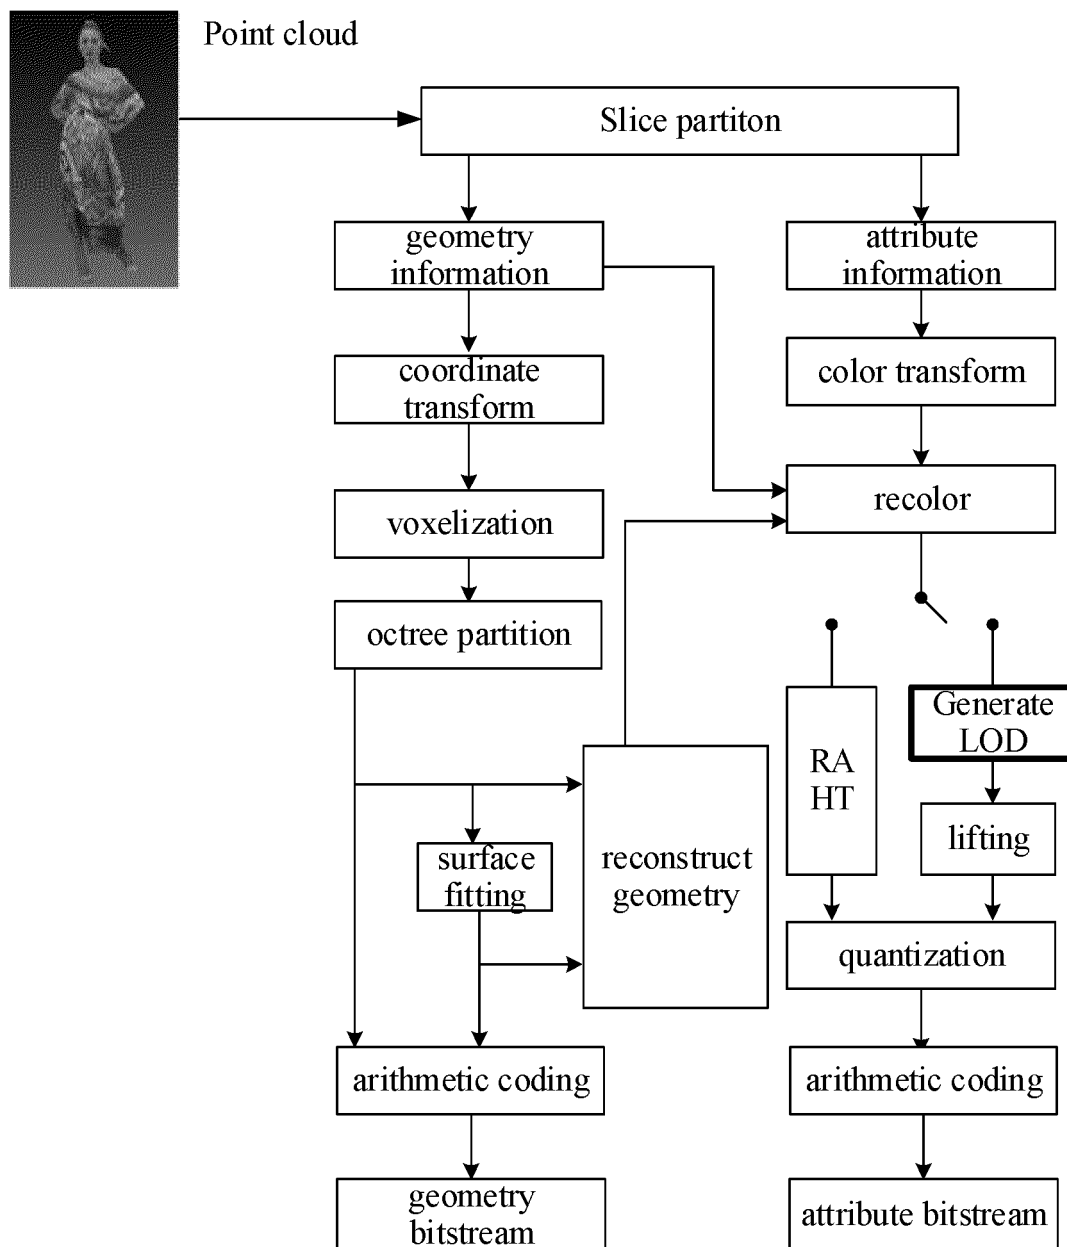 Point cloud
Slice partiton
geometry
information
attribute
information
coordinate
transform
color transform
voxelization
recolor
octree partition
RA
HT
Generate
LOD
surface
fitting
reconstruct
geometry
lifting
quantization
arithmetic coding
arithmetic coding
geometry
bitstream
attribute bitstream